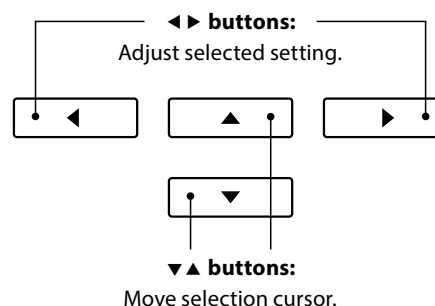 ◀ ▶ buttons:
Adjust selected setting.
▼ ▲ buttons:
Move selection cursor.